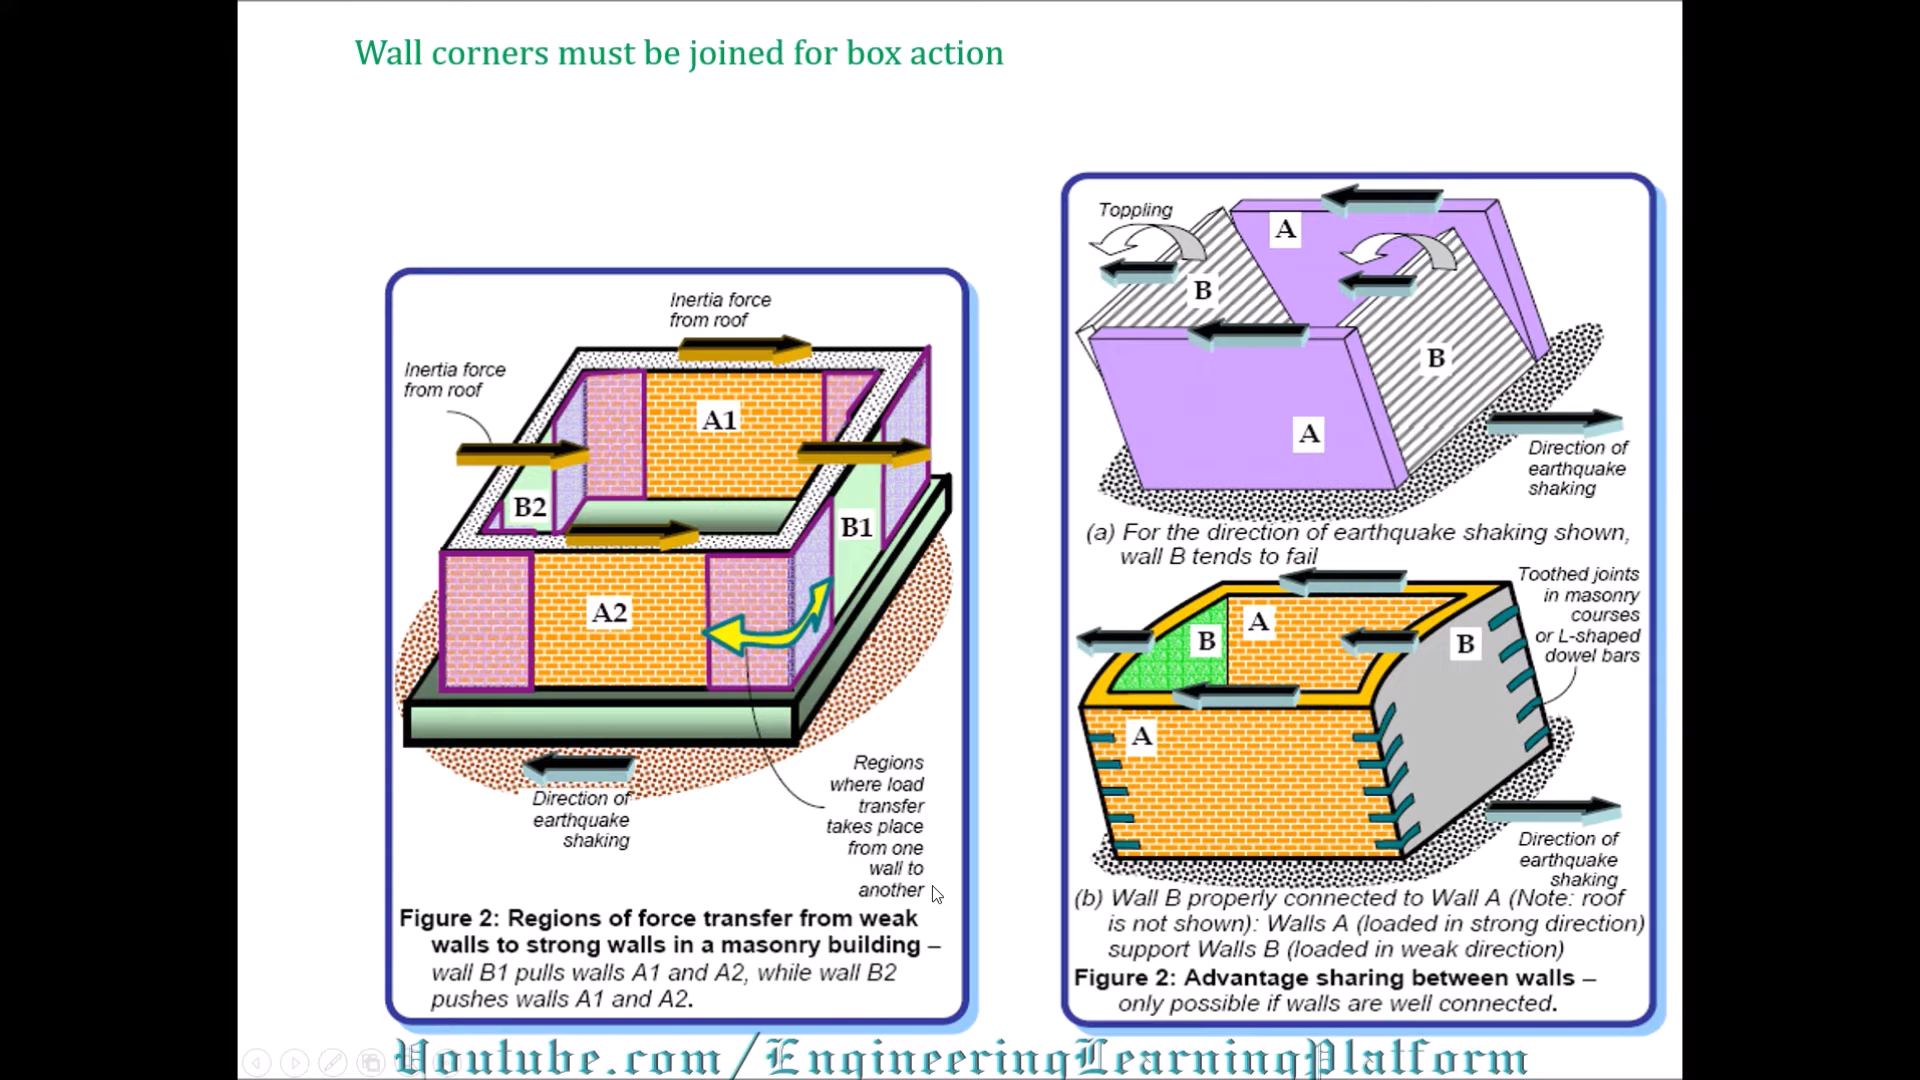 Wall corners must be joined for box action
Inertia force
from roof
Inertia force
from roof
A1
B2
B1
A2
Direction of
earthquake
shaking
Regions
where load
transfer
takes place
from one
wall to
another
Figure 2: Regions of force transfer from weak
walls to strong walls in a masonry building –
wall B1 pulls walls A1 and A2, while wall B2
pushes walls A1 and A2.
Toppling
A
B
B
A
Direction of
earthquake
shaking
(a) For the direction of earthquake shaking shown,
wall B tends to fail
Toothed joints
in masonry
courses
or L-shaped
dowel bars
A
B
B
A
Direction of
earthquake
shaking
(b) Wall B properly connected to Wall A (Note: roof
is not shown): Walls A (loaded in strong direction)
support Walls B (loaded in weak direction)
Figure 2: Advantage sharing between walls –
only possible if walls are well connected.
Youtube.com/EngineeringLearningPlatform